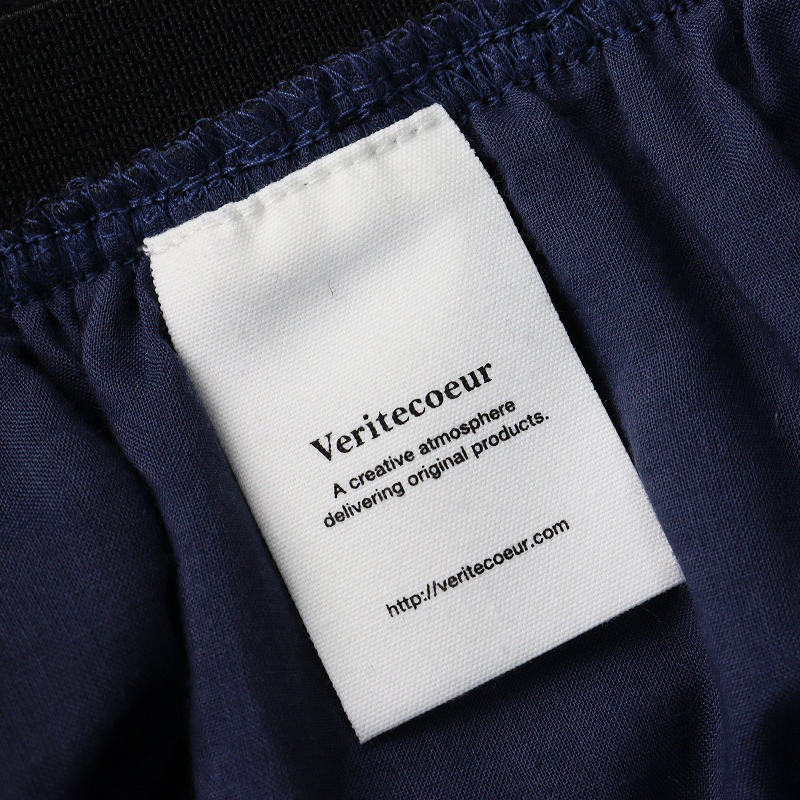 Veritecoeur
A creative atmosphere
delivering original products.
http://veritecoeur.com